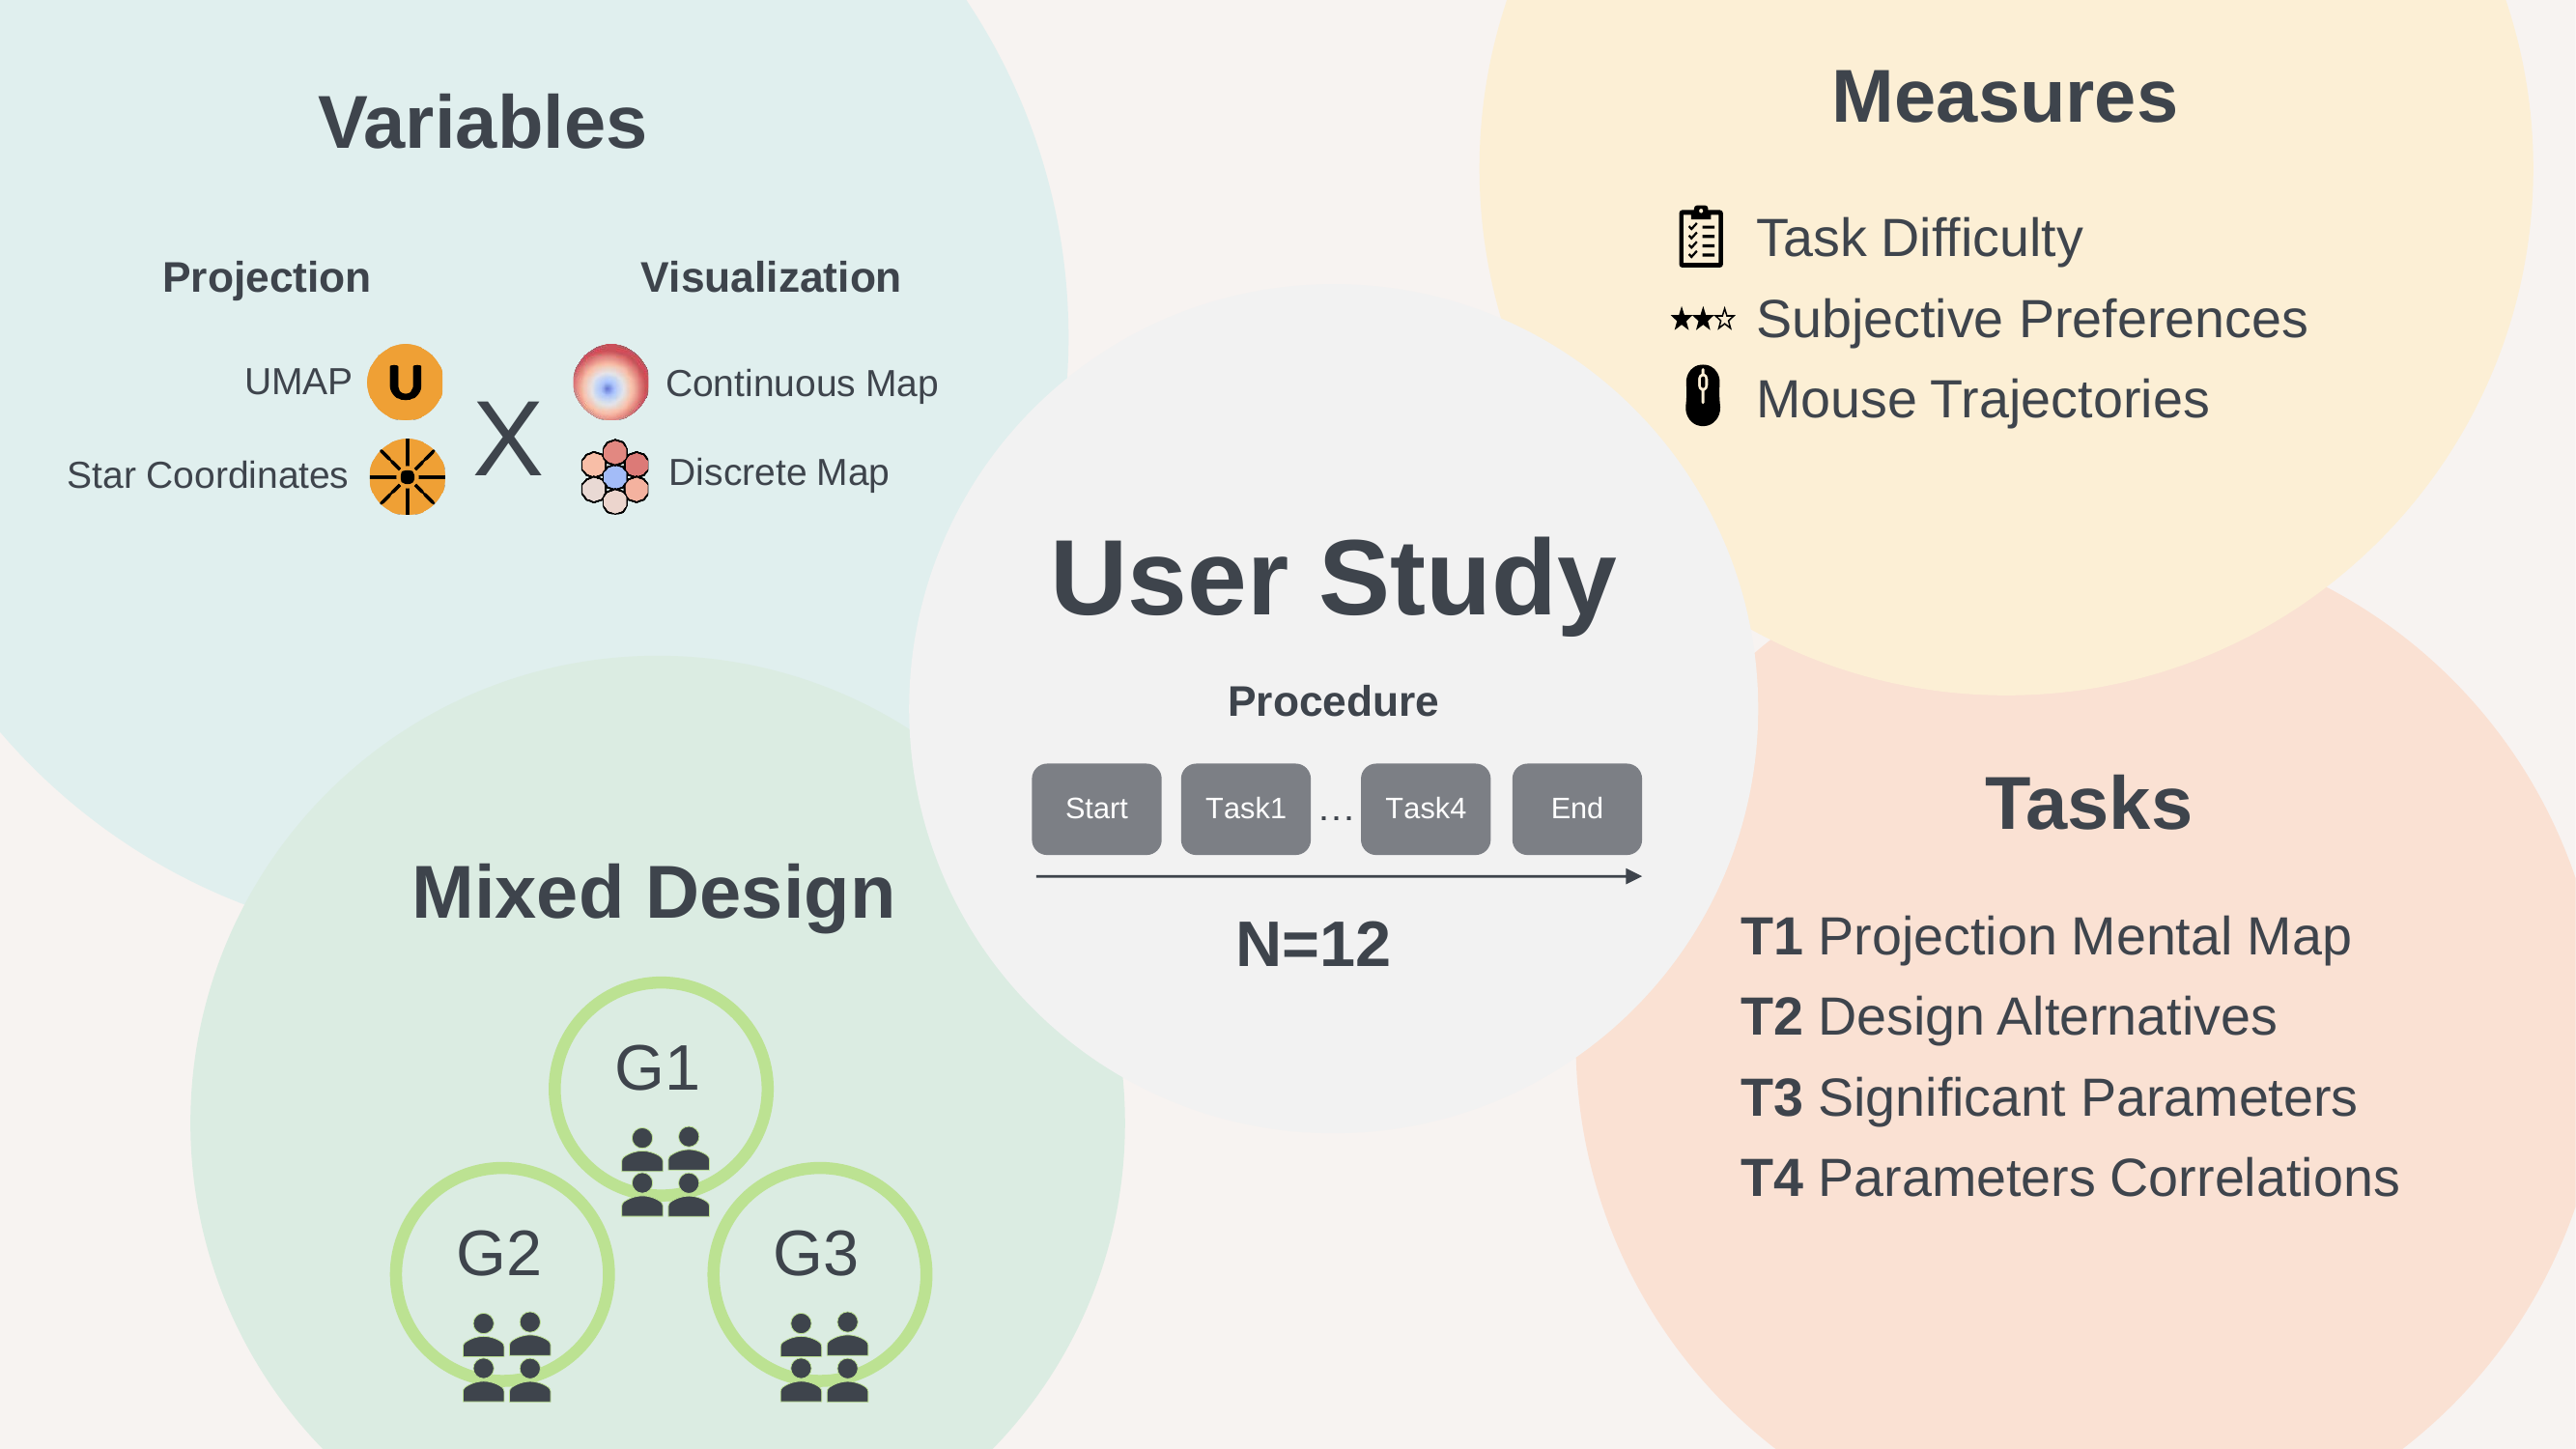 Variables
Projection
Visualization
UMAP
U
X
Continuous Map
Star Coordinates
Discrete Map
Measures
Task Difficulty
Subjective Preferences
Mouse Trajectories
User Study
Procedure
Start
Task1
...
Task4
End
N=12
Mixed Design
G1
G2
G3
Tasks
T1 Projection Mental Map
T2 Design Alternatives
T3 Significant Parameters
T4 Parameters Correlations